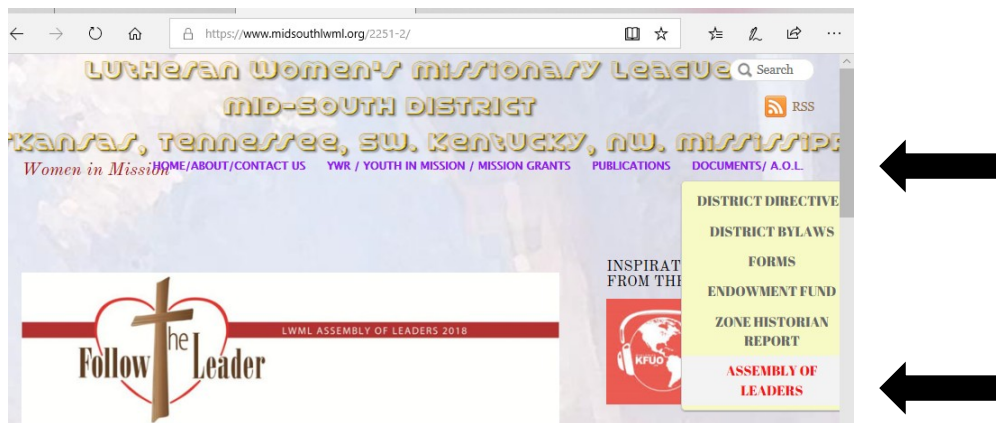 https://www.midsouthlwml.org/2251-2/
Lutheran Women's Missionary League
Search
Mid-South District
RSS
rkansas, Tennessee, SW. Kentucky, NW. Mississipp
Women in Mission
HOME/ABOUT/CONTACT US YWR / YOUTH IN MISSION / MISSION GRANTS PUBLICATIONS DOCUMENTS/ A.O.L.
DISTRICT DIRECTIVE
DISTRICT BYLAWS
FORMS
ENDOWMENT FUND
ZONE HISTORIAN
REPORT
ASSEMBLY OF
LEADERS
INSPIRAT
FROM THE
KFUO
LWML ASSEMBLY OF LEADERS 2018
Follow the Leader